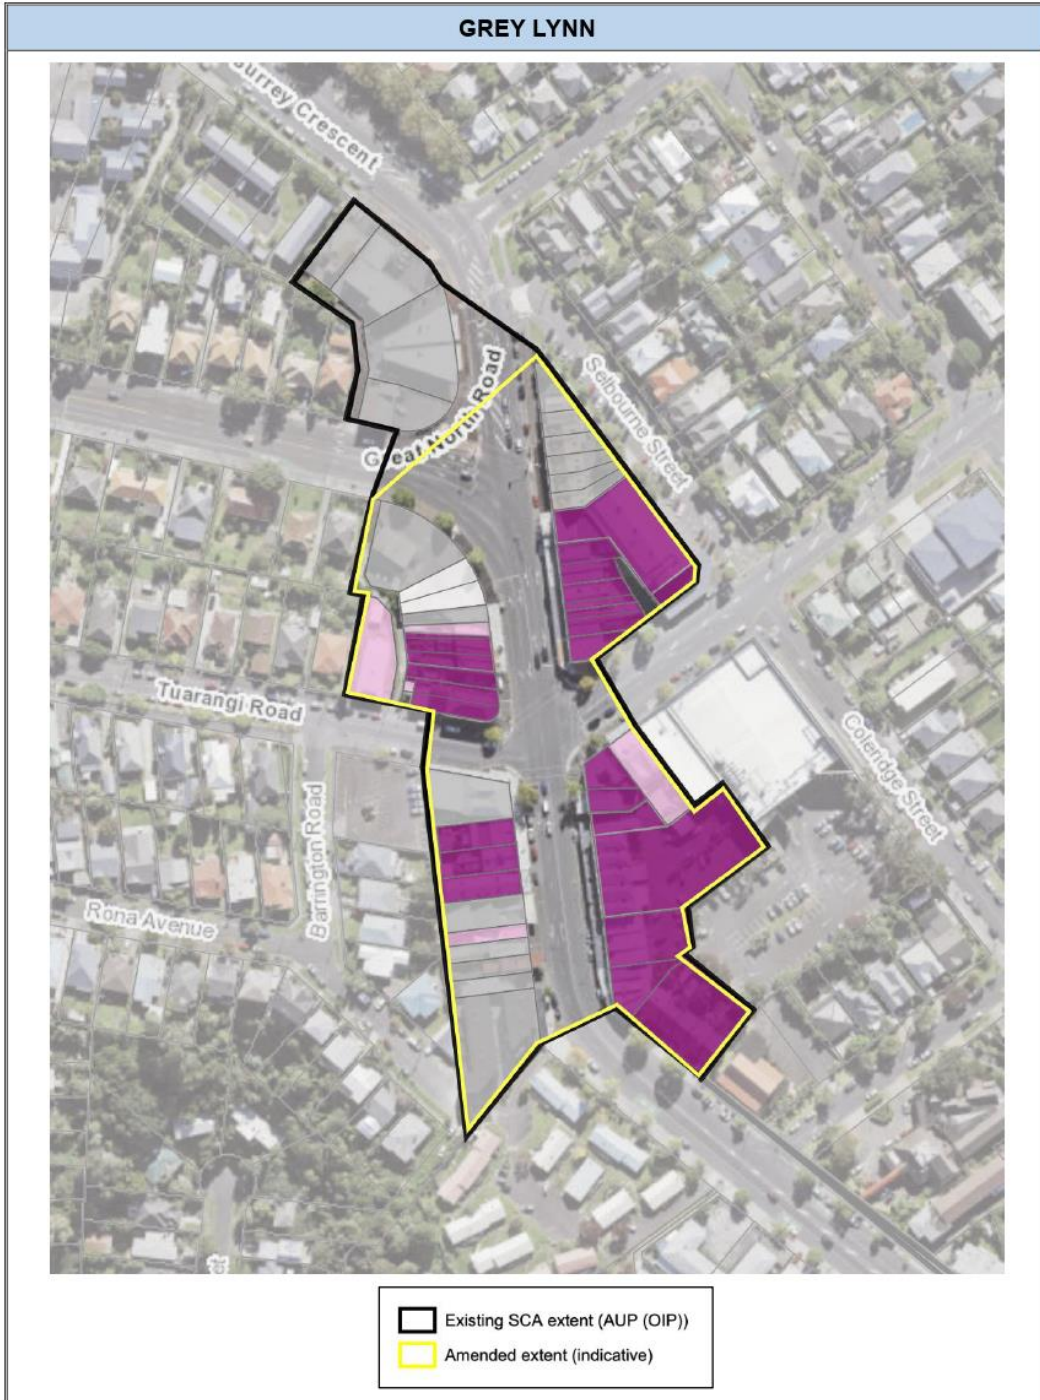 GREY LYNN
Surrey Crescent
Great North Road
Selbourne Street
Tuarangi Road
Coleridge Street
Barrington Road
Rona Avenue
Existing SCA extent (AUP (OIP))
Amended extent (indicative)